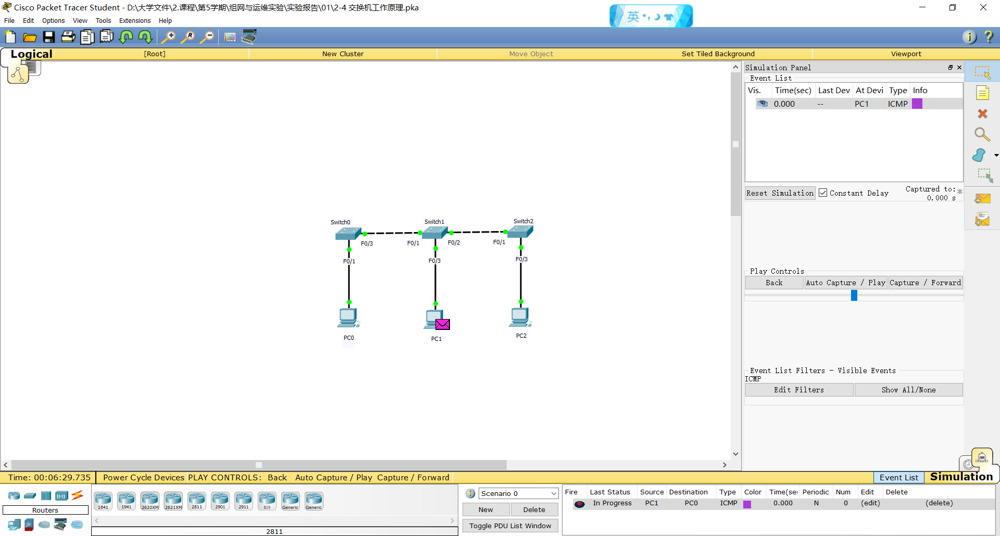 Cisco Packet Tracer Student - D:\大学文件\2.课程\第5学期\组网与运维实验\实验报告\01\2-4 交换机工作原理.pka
英
File Edit Options View Tools Extensions Help
Logical [Root] New Cluster Move Object Set Tiled Background Viewport
Simulation Panel
Event List
Vis. Time(sec) Last Dev At Devi Type Info
0.000 -- PC1 ICMP
Reset Simulation Constant Delay Captured to: *
0.000 s
Switch0 Switch1 Switch2
F0/3 F0/1 F0/2 F0/1
F0/1 F0/3 F0/3
PC0 PC1 PC2
Play Controls
Back Auto Capture / Play Capture / Forward
Event List Filters - Visible Events
ICMP
Edit Filters Show All/None
Time: 00:06:29.735 Power Cycle Devices PLAY CONTROLS: Back Auto Capture / Play Capture / Forward Event List Simulation
Routers
1841 1941 2620XM 2621XM 2811 2901 2911 819 Generic Generic
2811
Scenario 0
New Delete
Toggle PDU List Window
Fire Last Status Source Destination Type Color Time(sec Periodic Num Edit Delete
In Progress PC1 PC0 ICMP 0.000 N 0 (edit) (delete)